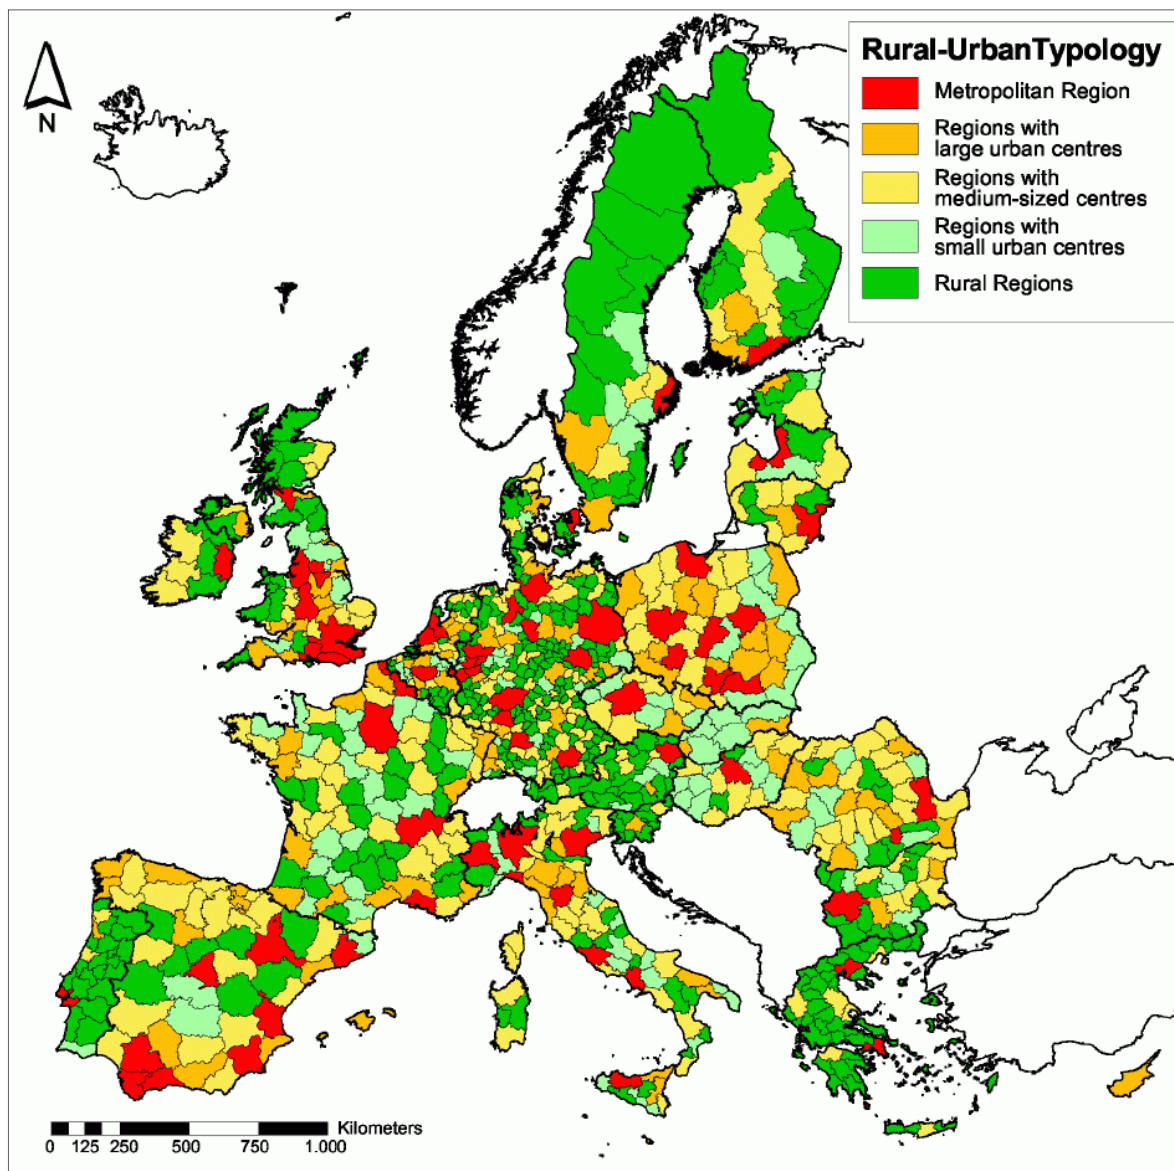 N
Rural-UrbanTypology
Metropolitan Region
Regions with
large urban centres
Regions with
medium-sized centres
Regions with
small urban centres
Rural Regions
Kilometers
0 125 250 500 750 1.000